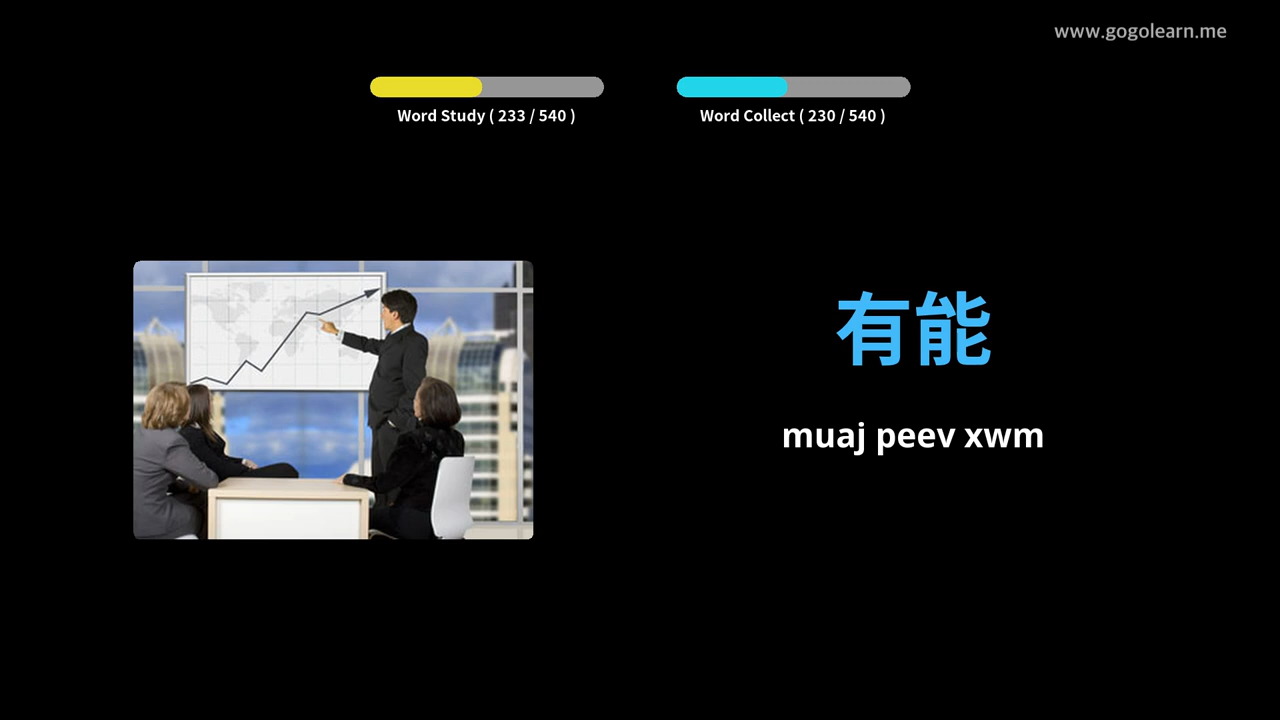 www.gogolearn.me
Word Study ( 233 / 540 )
Word Collect ( 230 / 540 )
有能
muaj peev xwm